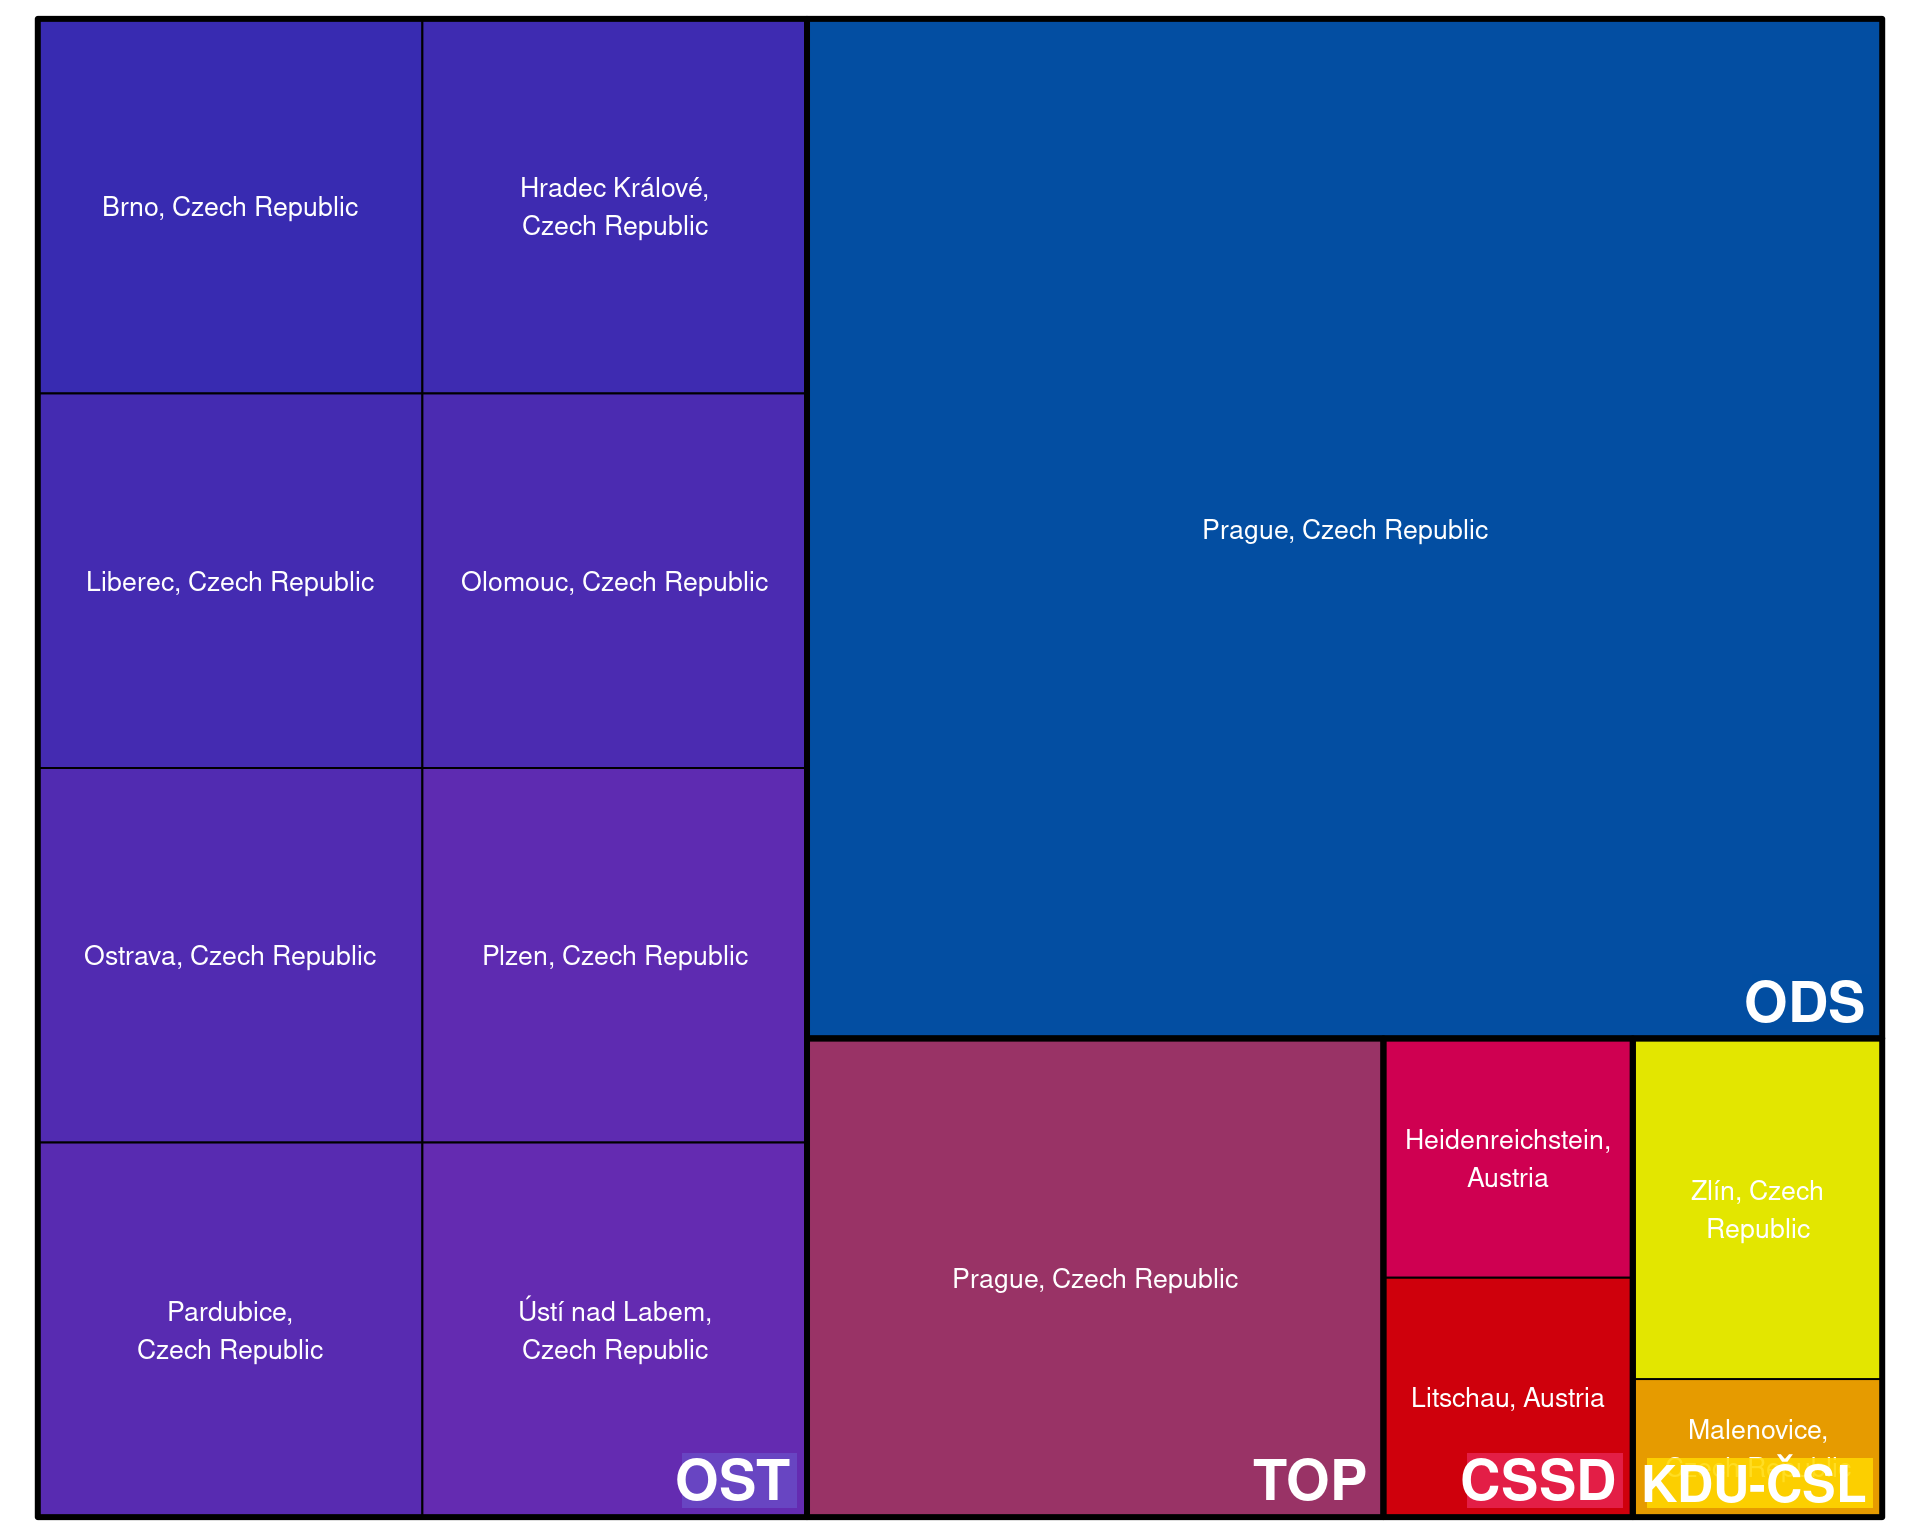 Brno, Czech Republic
Hradec Králové,
Czech Republic
Liberec, Czech Republic
Olomouc, Czech Republic
Ostrava, Czech Republic
Plzen, Czech Republic
Pardubice,
Czech Republic
Ústí nad Labem,
Czech Republic
OST
Prague, Czech Republic
ODS
Prague, Czech Republic
TOP
Heidenreichstein,
Austria
Litschau, Austria
CSSD
Zlín, Czech
Republic
Malenovice,
Czech Republic
KDU-ČSL